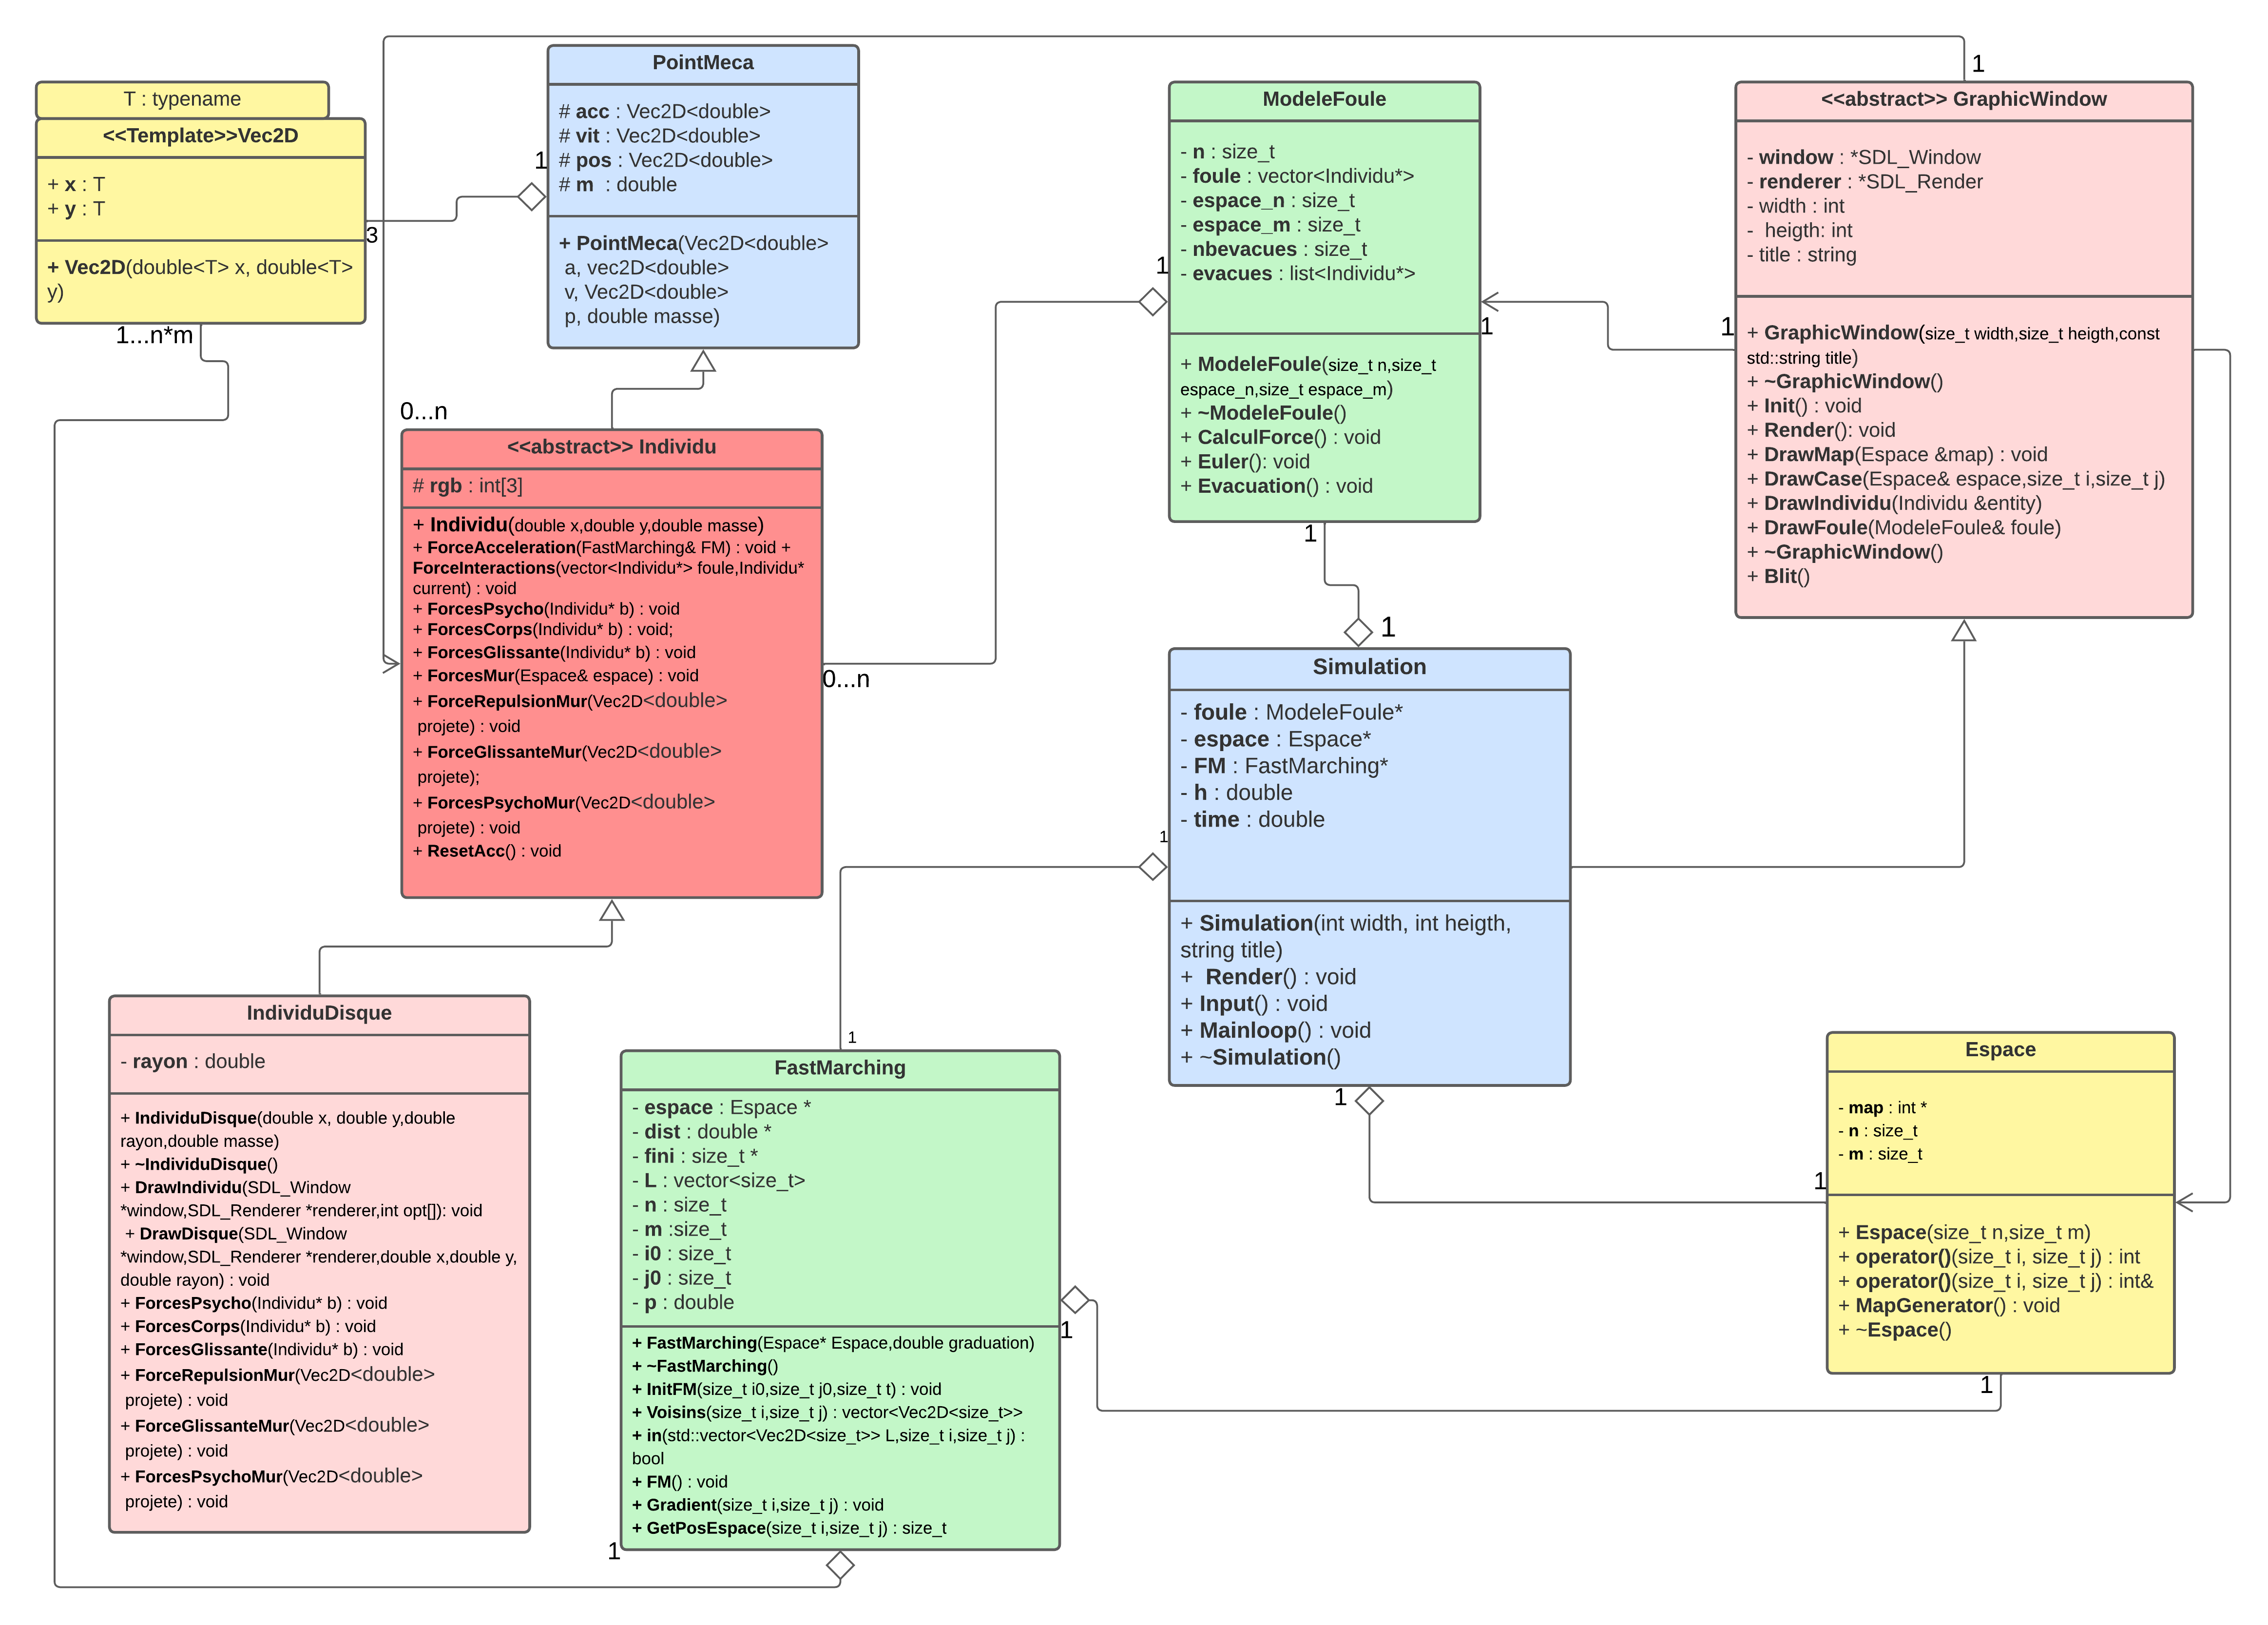 T : typename
<<Template>>Vec2D
+ x : T
+ y : T
+ Vec2D(double<T> x, double<T>
y)
1...n*m
3
1
PointMeca
# acc : Vec2D<double>
# vit : Vec2D<double>
# pos : Vec2D<double>
# m  : double
+ PointMeca(Vec2D<double>
a, vec2D<double>
v, Vec2D<double>
p, double masse)
0...n
<<abstract>> Individu
# rgb : int[3]
+ Individu(double x,double y,double masse)
+ ForceAcceleration(FastMarching& FM) : void +
ForceInteractions(vector<Individu*> foule,Individu*
current) : void
+ ForcesPsycho(Individu* b) : void
+ ForcesCorps(Individu* b) : void;
+ ForcesGlissante(Individu* b) : void
+ ForcesMur(Espace& espace) : void
+ ForceRepulsionMur(Vec2D<double>
projete) : void
+ ForceGlissanteMur(Vec2D<double>
projete);
+ ForcesPsychoMur(Vec2D<double>
projete) : void
+ ResetAcc() : void
0...n
1
ModeleFoule
- n : size_t
- foule : vector<Individu*>
- espace_n : size_t
- espace_m : size_t
- nbevacues : size_t
- evacues : list<Individu*>
+ ModeleFoule(size_t n,size_t
espace_n,size_t espace_m)
+ ~ModeleFoule()
+ CalculForce() : void
+ Euler(): void
+ Evacuation() : void
1
1
1
1
1
<<abstract>> GraphicWindow
- window : *SDL_Window
- renderer : *SDL_Render
- width : int
-  heigth: int
- title : string
+ GraphicWindow(size_t width,size_t heigth,const
std::string title)
+ ~GraphicWindow()
+ Init() : void
+ Render(): void
+ DrawMap(Espace &map) : void
+ DrawCase(Espace& espace,size_t i,size_t j)
+ DrawIndividu(Individu &entity)
+ DrawFoule(ModeleFoule& foule)
+ ~GraphicWindow()
+ Blit()
Simulation
- foule : ModeleFoule*
- espace : Espace*
- FM : FastMarching*
- h : double
- time : double
+ Simulation(int width, int heigth,
string title)
+  Render() : void
+ Input() : void
+ Mainloop() : void
+ ~Simulation()
1
1
1
1
IndividuDisque
- rayon : double
+ IndividuDisque(double x, double y,double
rayon,double masse)
+ ~IndividuDisque()
+ DrawIndividu(SDL_Window
*window,SDL_Renderer *renderer,int opt[]): void
+ DrawDisque(SDL_Window
*window,SDL_Renderer *renderer,double x,double y,
double rayon) : void
+ ForcesPsycho(Individu* b) : void
+ ForcesCorps(Individu* b) : void
+ ForcesGlissante(Individu* b) : void
+ ForceRepulsionMur(Vec2D<double>
projete) : void
+ ForceGlissanteMur(Vec2D<double>
projete) : void
+ ForcesPsychoMur(Vec2D<double>
projete) : void
FastMarching
- espace : Espace *
- dist : double *
- fini : size_t *
- L : vector<size_t>
- n : size_t
- m :size_t
- i0 : size_t
- j0 : size_t
- p : double
+ FastMarching(Espace* Espace,double graduation)
+ ~FastMarching()
+ InitFM(size_t i0,size_t j0,size_t t) : void
+ Voisins(size_t i,size_t j) : vector<Vec2D<size_t>>
+ in(std::vector<Vec2D<size_t>> L,size_t i,size_t j) :
bool
+ FM() : void
+ Gradient(size_t i,size_t j) : void
+ GetPosEspace(size_t i,size_t j) : size_t
1
1
Espace
- map : int *
- n : size_t
- m : size_t
+ Espace(size_t n,size_t m)
+ operator()(size_t i, size_t j) : int
+ operator()(size_t i, size_t j) : int&
+ MapGenerator() : void
+ ~Espace()
1